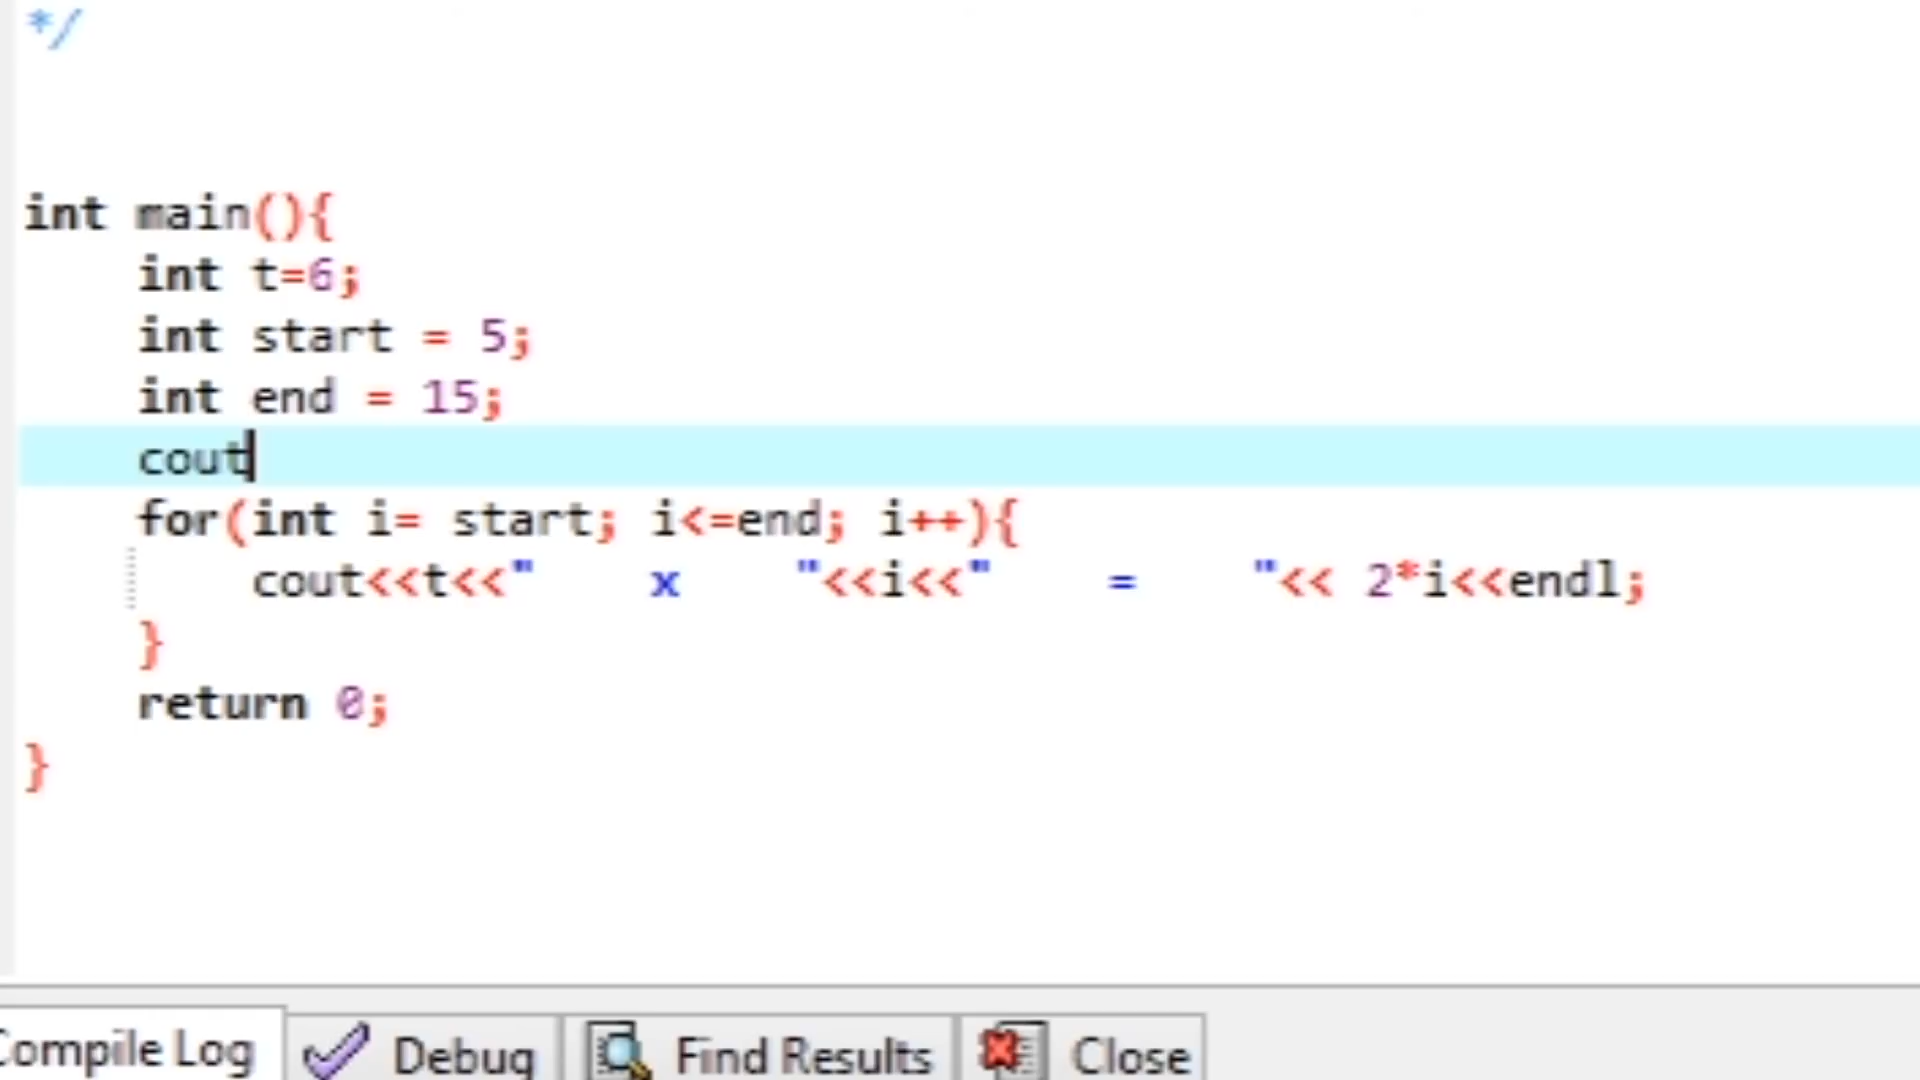 */
int main(){
int t=6;
int start = 5;
int end = 15;
cout
for(int i= start; i<=end; i++){
cout<<t<<"    x    "<<i<<"    =    "<< 2*i<<endl;
}
return 0;
}
Compile Log Debug Find Results Close